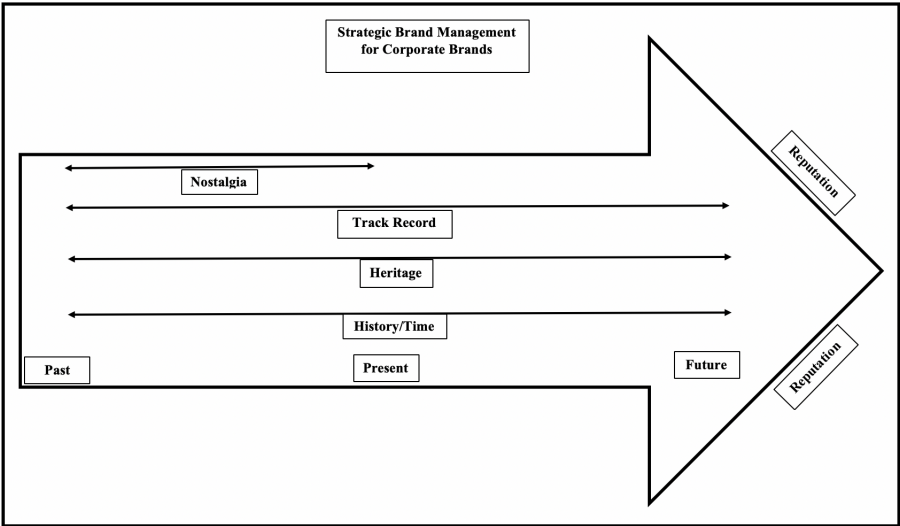 Strategic Brand Management
for Corporate Brands
Reputation
Nostalgia
Track Record
Heritage
History/Time
Past
Present
Future
Reputation